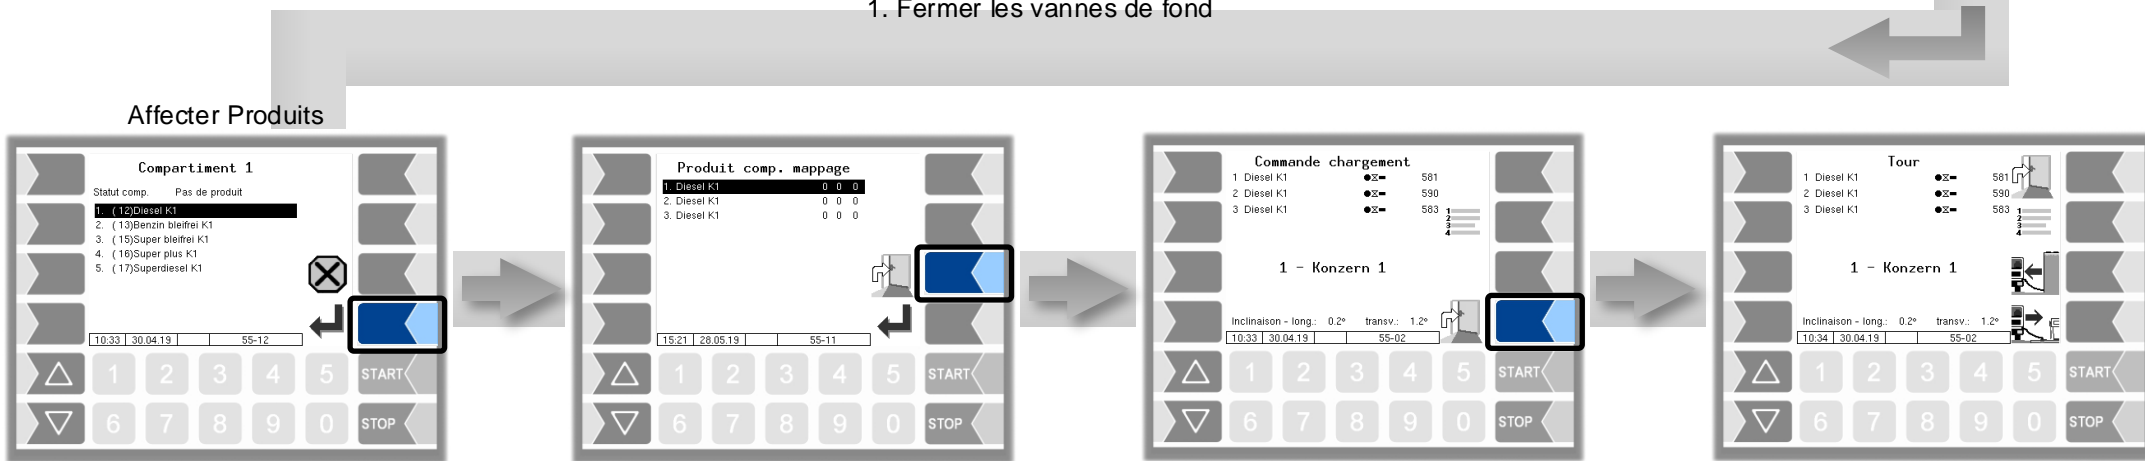 1. Fermer les vannes de fond
Affecter Produits
Compartiment 1
Statut comp. Pas de produit
1. ( 12)Diesel K1
2. ( 13)Benzin bleifrei K1
3. ( 15)Super bleifrei K1
4. ( 16)Super plus K1
5. ( 17)Superdiesel K1
10:33 30.04.19 55-12
1 2 3 4 5 START
6 7 8 9 0 STOP
Produit comp. mappage
1. Diesel K1 0 0 0
2. Diesel K1 0 0 0
3. Diesel K1 0 0 0
15:21 28.05.19 55-11
1 2 3 4 5 START
6 7 8 9 0 STOP
Commande chargement
1 Diesel K1 581
2 Diesel K1 590
3 Diesel K1 583
1
2
3
4
1 - Konzern 1
Inclinaison - long.: 0.2° transv.: 1.2°
10:33 30.04.19 55-02
1 2 3 4 5 START
6 7 8 9 0 STOP
Tour
1 Diesel K1 581
2 Diesel K1 590
3 Diesel K1 583
1
2
3
4
1 - Konzern 1
Inclinaison - long.: 0.2° transv.: 1.2°
10:34 30.04.19 55-02
1 2 3 4 5 START
6 7 8 9 0 STOP